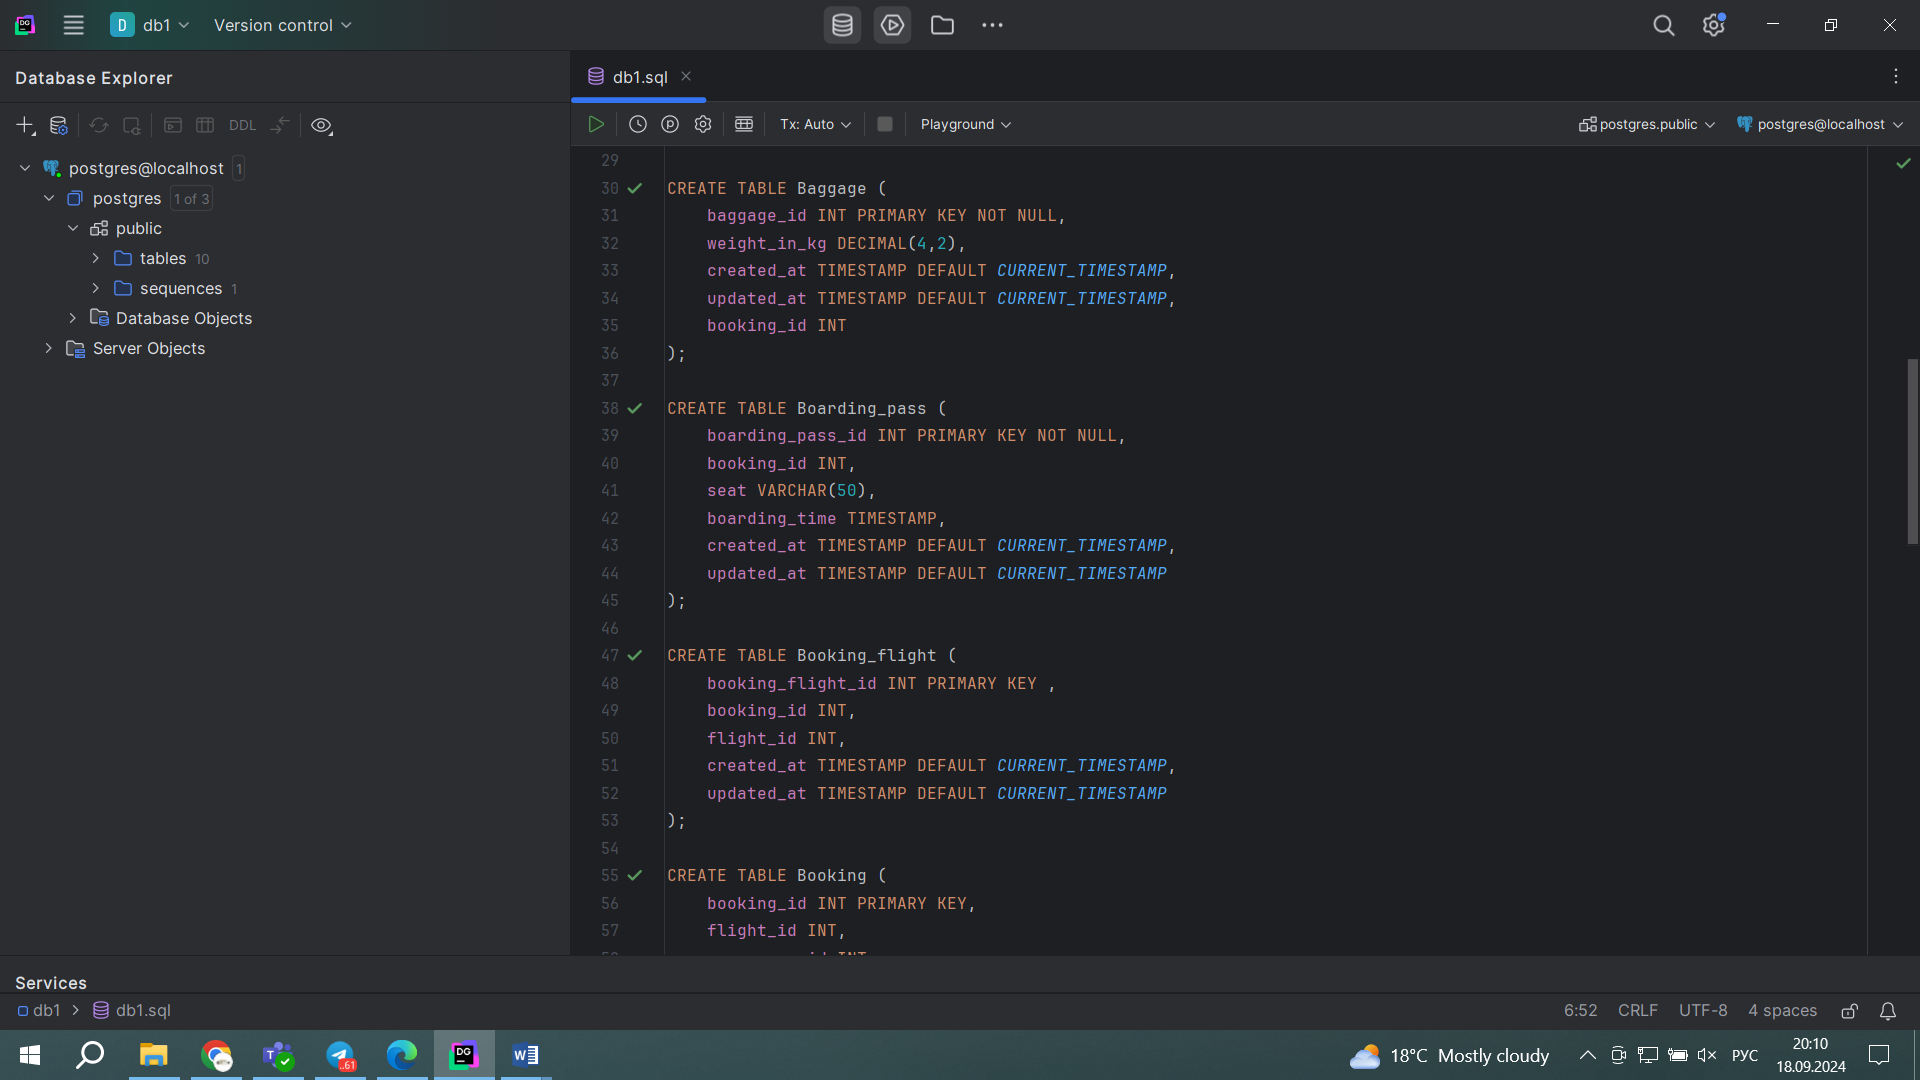 DG
D db1 Version control
Database Explorer
db1.sql
DDL
Tx: Auto Playground postgres.public postgres@localhost
postgres@localhost 1
postgres 1 of 3
public
tables 10
sequences 1
Database Objects
Server Objects
29
30 CREATE TABLE Baggage (
31 baggage_id INT PRIMARY KEY NOT NULL,
32 weight_in_kg DECIMAL(4,2),
33 created_at TIMESTAMP DEFAULT CURRENT_TIMESTAMP,
34 updated_at TIMESTAMP DEFAULT CURRENT_TIMESTAMP,
35 booking_id INT
36 );
37
38 CREATE TABLE Boarding_pass (
39 boarding_pass_id INT PRIMARY KEY NOT NULL,
40 booking_id INT,
41 seat VARCHAR(50),
42 boarding_time TIMESTAMP,
43 created_at TIMESTAMP DEFAULT CURRENT_TIMESTAMP,
44 updated_at TIMESTAMP DEFAULT CURRENT_TIMESTAMP
45 );
46
47 CREATE TABLE Booking_flight (
48 booking_flight_id INT PRIMARY KEY ,
49 booking_id INT,
50 flight_id INT,
51 created_at TIMESTAMP DEFAULT CURRENT_TIMESTAMP,
52 updated_at TIMESTAMP DEFAULT CURRENT_TIMESTAMP
53 );
54
55 CREATE TABLE Booking (
56 booking_id INT PRIMARY KEY,
57 flight_id INT,
Services
db1 > db1.sql 6:52 CRLF UTF-8 4 spaces
..61 DG 18°C Mostly cloudy РУС 20:10
18.09.2024